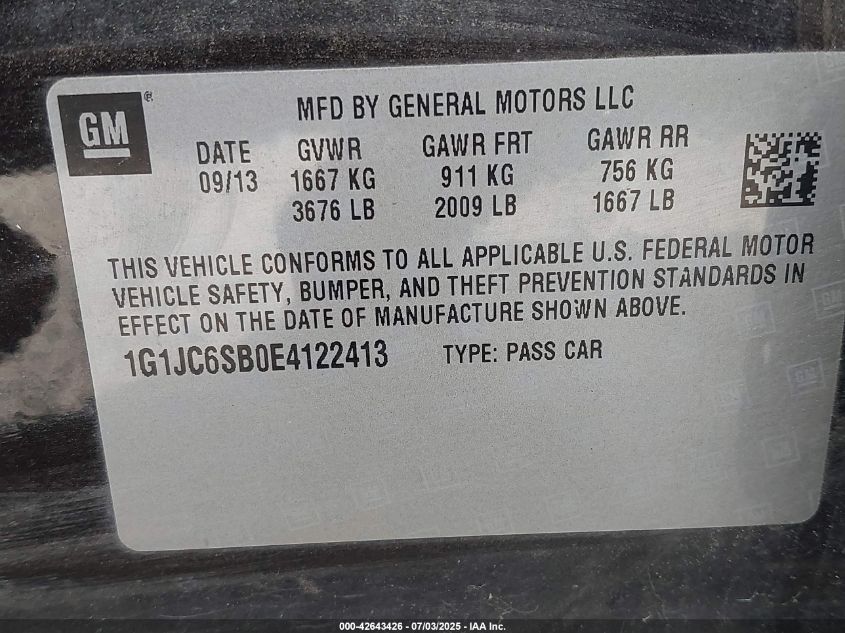 GM®
MFD BY GENERAL MOTORS LLC
DATE GVWR GAWR FRT GAWR RR
09/13 1667 KG 911 KG 756 KG
3676 LB 2009 LB 1667 LB
THIS VEHICLE CONFORMS TO ALL APPLICABLE U.S. FEDERAL MOTOR
VEHICLE SAFETY, BUMPER, AND THEFT PREVENTION STANDARDS IN
EFFECT ON THE DATE OF MANUFACTURE SHOWN ABOVE.
1G1JC6SB0E4122413 TYPE: PASS CAR
000-42643426 - 07/03/2025 - IAA Inc.